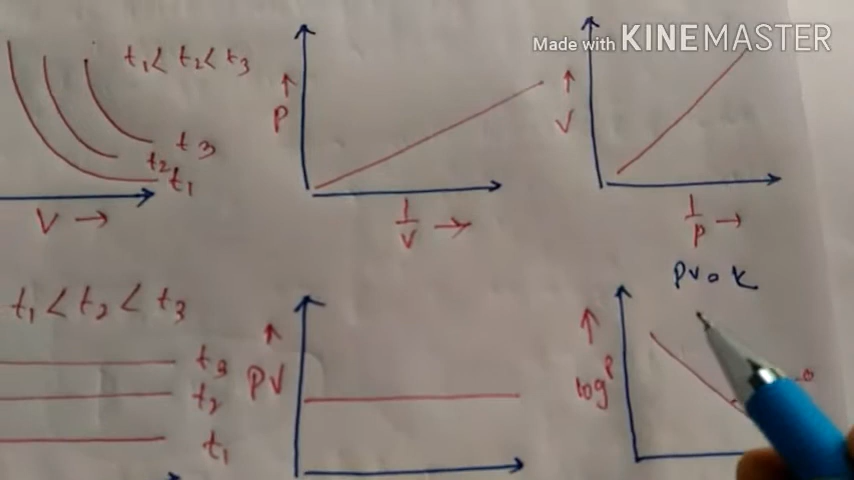 Made with KINEMASTER
t₁ < t₂ < t₃
t₃
t₂
t₁
V →
↑
P
1/V →
↑
V
1/P →
PV = K
t₁ < t₂ < t₃
t₃
t₂
t₁
↑
PV
↑
log P